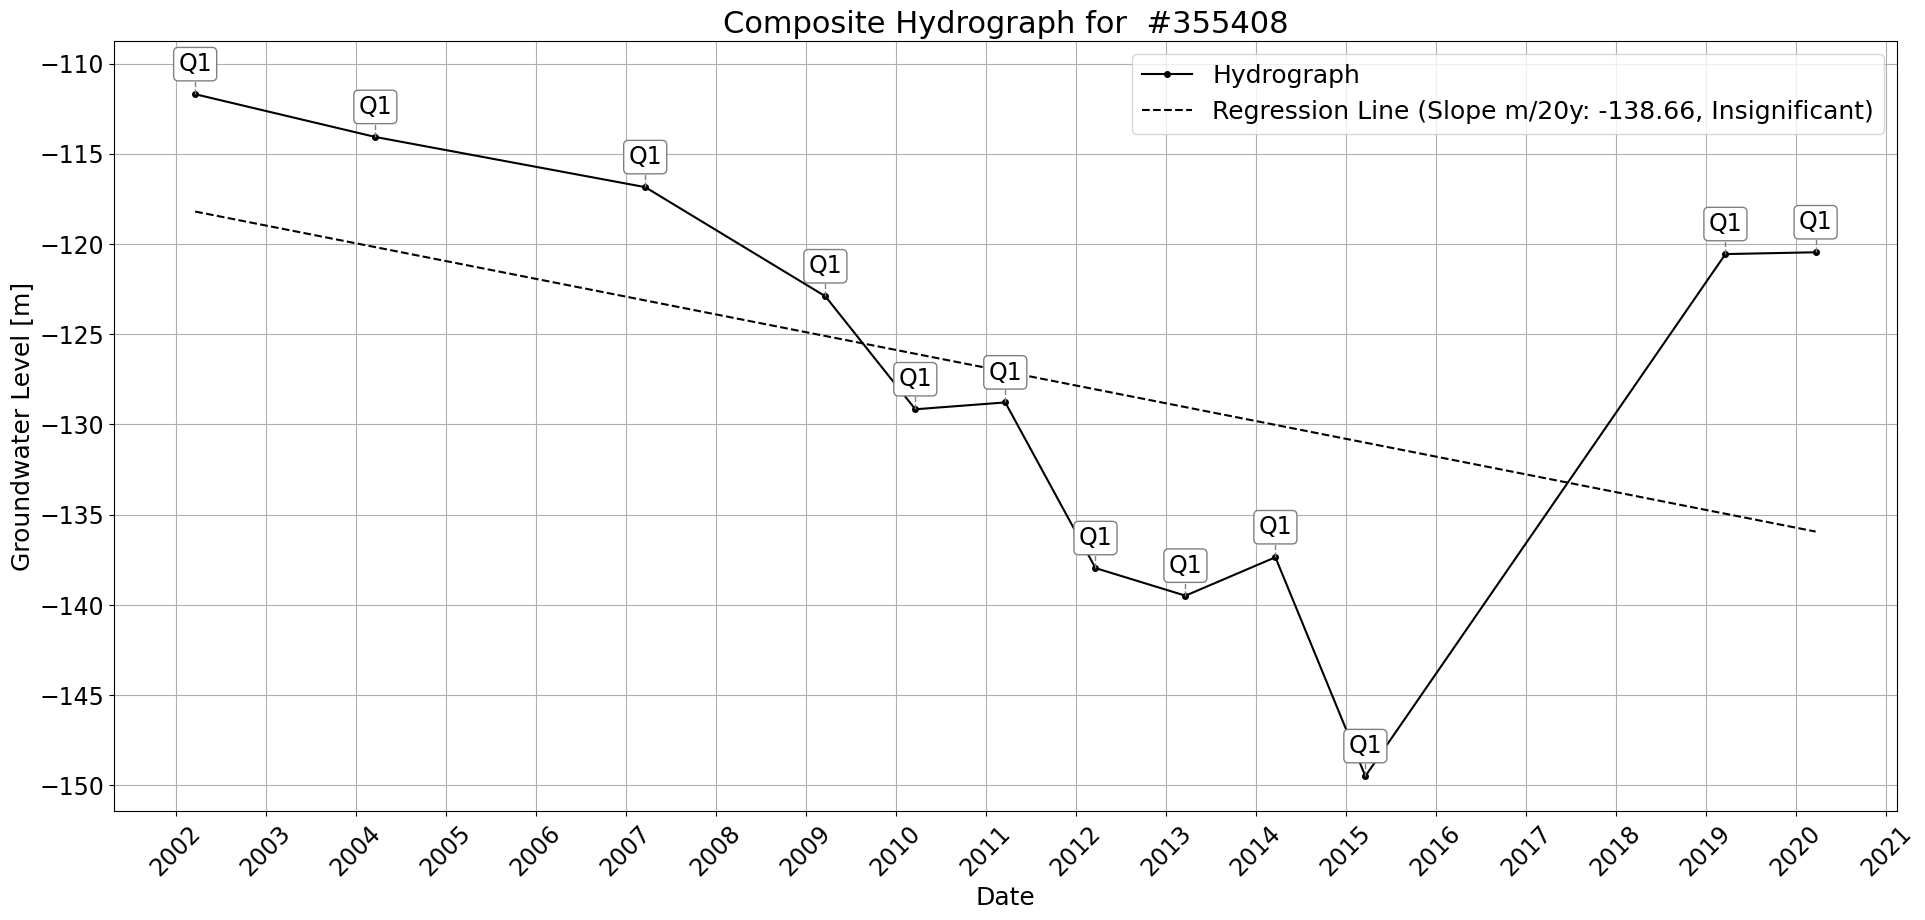 Composite Hydrograph for  #355408
Hydrograph
Regression Line (Slope m/20y: -138.66, Insignificant)
Groundwater Level [m]
−110
−115
−120
−125
−130
−135
−140
−145
−150
Q1
Q1
Q1
Q1
Q1
Q1
Q1
Q1
Q1
Q1
Q1
Q1
2002
2003
2004
2005
2006
2007
2008
2009
2010
2011
2012
2013
2014
2015
2016
2017
2018
2019
2020
2021
Date